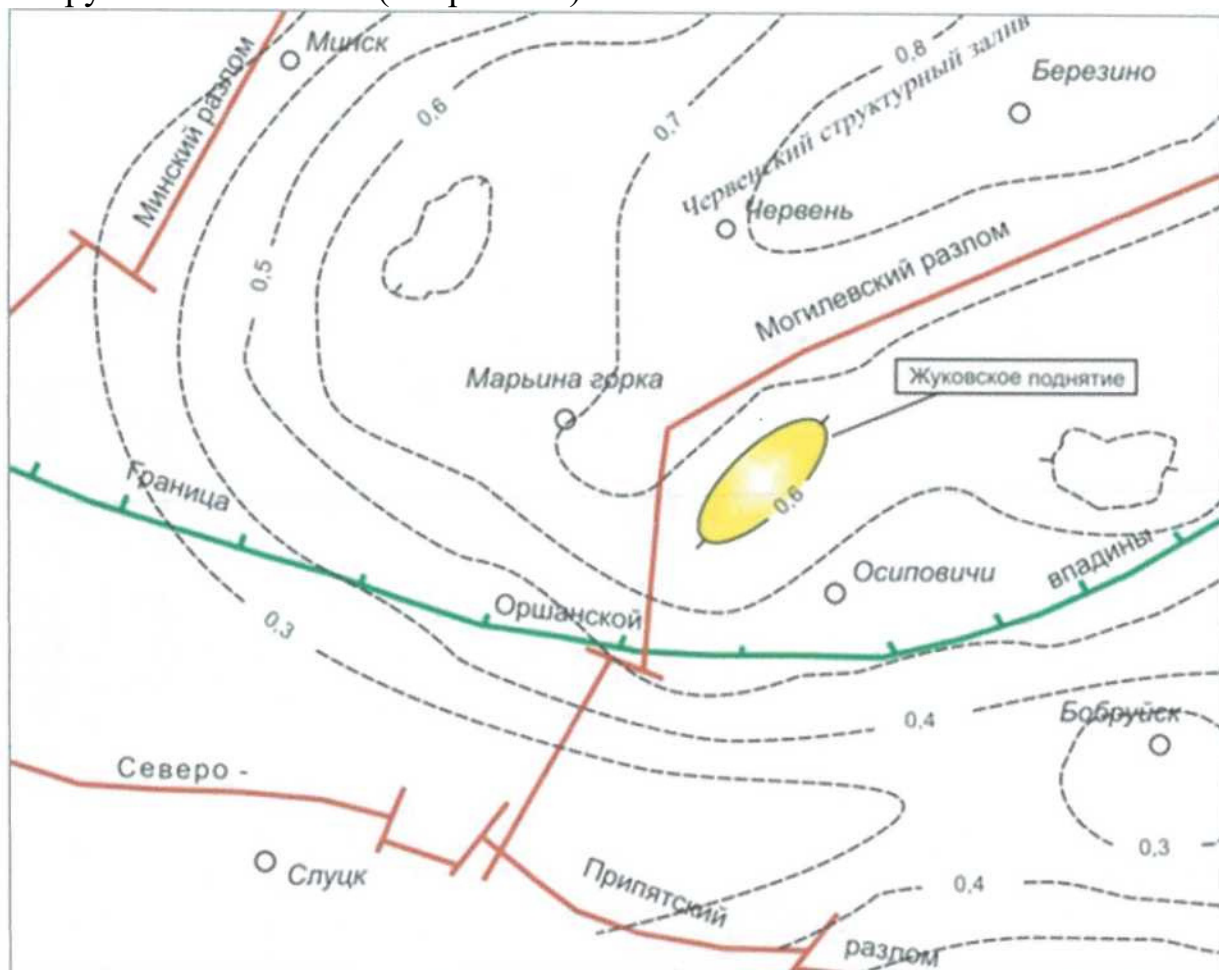 Минск
Минский разлом
0,8
Червенский структурный залив
Березино
0,6
0,7
Червень
0,5
Могилевский разлом
Марьина горка
Жуковское поднятие
Граница
0,6
Осиповичи
впадины
Оршанской
0,3
0,4
Бобруйск
Северо -
0,3
Слуцк
Припятский
0,4
разлом